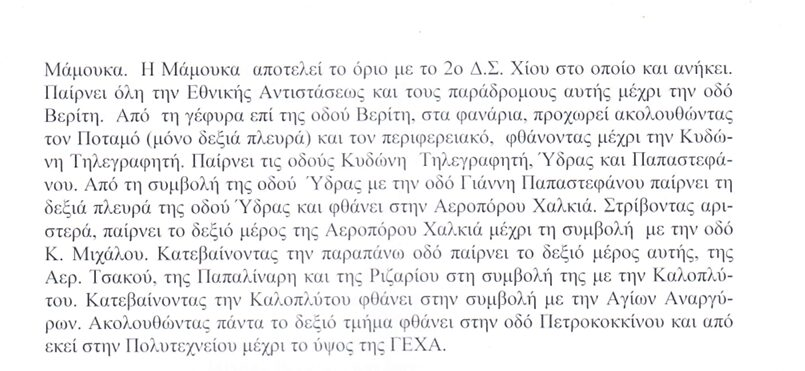 Μάμουκα. Η Μάμουκα αποτελεί το όριο με το 2ο Δ.Σ. Χίου στο οποίο και ανήκει.
Παίρνει όλη την Εθνικής Αντιστάσεως και τους παράδρομους αυτής μέχρι την οδό
Βερίτη. Από τη γέφυρα επί της οδού Βερίτη, στα φανάρια, προχωρεί ακολουθώντας
τον Ποταμό (μόνο δεξιά πλευρά) και τον περιφερειακό, φθάνοντας μέχρι την Κυδώ-
νη Τηλεγραφητή. Παίρνει τις οδούς Κυδώνη Τηλεγραφητή, Ύδρας και Παπαστεφά-
νου. Από τη συμβολή της οδού Ύδρας με την οδό Γιάννη Παπαστεφάνου παίρνει τη
δεξιά πλευρά της οδού Ύδρας και φθάνει στην Αεροπόρου Χαλκιά. Στρίβοντας αρι-
στερά, παίρνει το δεξιό μέρος της Αεροπόρου Χαλκιά μέχρι τη συμβολή με την οδό
Κ. Μιχάλου. Κατεβαίνοντας την παραπάνω οδό παίρνει το δεξιό μέρος αυτής, της
Αερ. Τσακού, της Παπαλίναρη και της Ριζαρίου στη συμβολή της με την Καλοπλύ-
του. Κατεβαίνοντας την Καλοπλύτου φθάνει στην συμβολή με την Αγίων Αναργύ-
ρων. Ακολουθώντας πάντα το δεξιό τμήμα φθάνει στην οδό Πετροκοκκίνου και από
εκεί στην Πολυτεχνείου μέχρι το ύψος της ΓΕΧΑ.